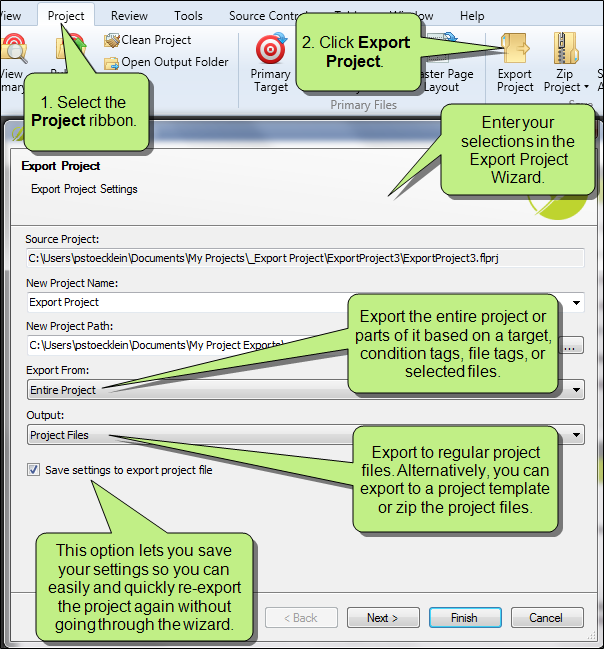 View Project Review Tools Source Contr Window Help
Clean Project
Open Output Folder
Primary
Target
Page
Layout
Export
Project
Zip
Project
Primary Files
1. Select the
Project ribbon.
2. Click Export
Project.
Enter your
selections in the
Export Project
Wizard.
Export Project
Export Project Settings
Source Project:
C:\Users\pstoecklein\Documents\My Projects\_Export Project\ExportProject3\ExportProject3.flprj
New Project Name:
Export Project
New Project Path:
C:\Users\pstoecklein\Documents\My Project Exports\
...
Export the entire project or
parts of it based on a target,
condition tags, file tags, or
selected files.
Export From:
Entire Project
Output:
Project Files
Export to regular project
files. Alternatively, you can
export to a project template
or zip the project files.
Save settings to export project file
This option lets you save
your settings so you can
easily and quickly re-export
the project again without
going through the wizard.
< Back Next > Finish Cancel